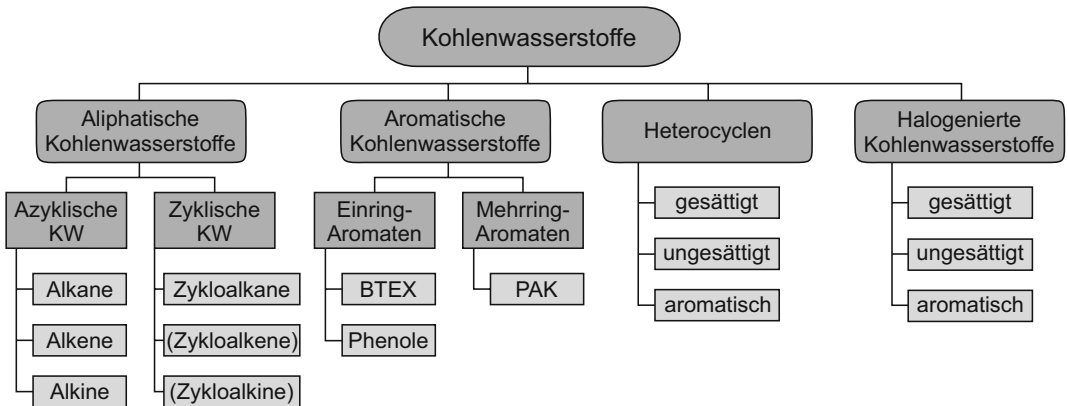 Kohlenwasserstoffe
Aliphatische
Kohlenwasserstoffe
Aromatische
Kohlenwasserstoffe
Heterocyclen
Halogenierte
Kohlenwasserstoffe
Azyklische
KW
Zyklische
KW
Einring-
Aromaten
Mehrring-
Aromaten
Alkane
Alkene
Alkine
Zykloalkane
(Zykloalkene)
(Zykloalkine)
BTEX
Phenole
PAK
gesättigt
ungesättigt
aromatisch
gesättigt
ungesättigt
aromatisch